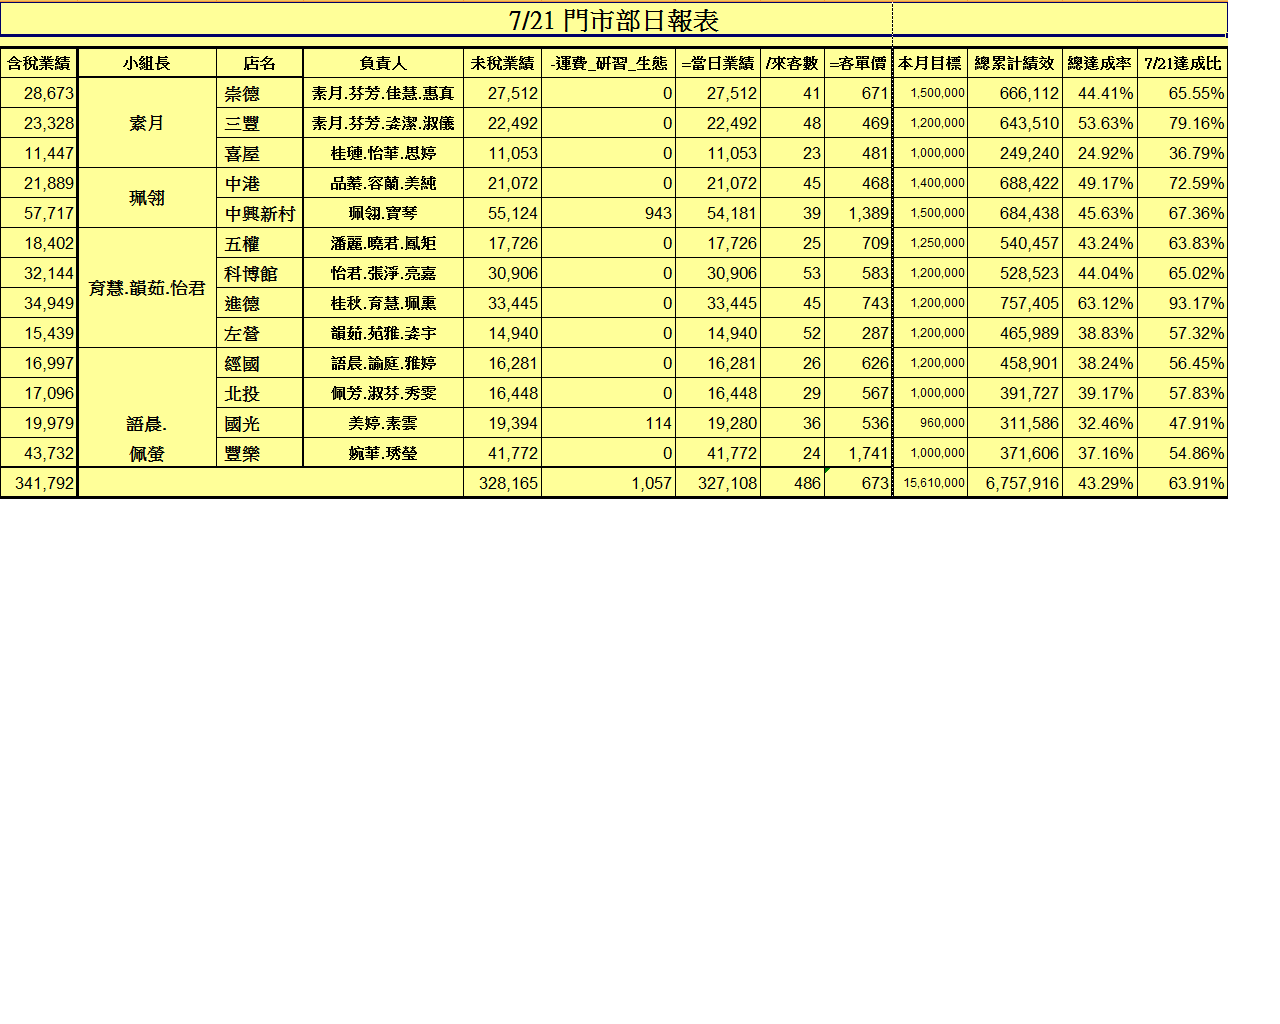 7/21 門市部日報表
含稅業績 小組長 店名 負責人 未稅業績 -運費_研習_生態 =當日業績 /來客數 =客單價 本月目標 總累計績效 總達成率 7/21達成比
28,673 素月 崇德 素月.芬芳.佳慧.惠真 27,512 0 27,512 41 671 1,500,000 666,112 44.41% 65.55%
23,328 三豐 素月.芬芳.姿潔.淑儀 22,492 0 22,492 48 469 1,200,000 643,510 53.63% 79.16%
11,447 喜屋 桂璉.怡華.思婷 11,053 0 11,053 23 481 1,000,000 249,240 24.92% 36.79%
21,889 珮翎 中港 品蓁.容蘭.美純 21,072 0 21,072 45 468 1,400,000 688,422 49.17% 72.59%
57,717 中興新村 珮翎.寶琴 55,124 943 54,181 39 1,389 1,500,000 684,438 45.63% 67.36%
18,402 育慧.韻茹.怡君 五權 潘麗.曉君.鳳矩 17,726 0 17,726 25 709 1,250,000 540,457 43.24% 63.83%
32,144 科博館 怡君.張淨.亮嘉 30,906 0 30,906 53 583 1,200,000 528,523 44.04% 65.02%
34,949 進德 桂秋.育慧.珮熏 33,445 0 33,445 45 743 1,200,000 757,405 63.12% 93.17%
15,439 左營 韻茹.苑雅.姿宇 14,940 0 14,940 52 287 1,200,000 465,989 38.83% 57.32%
16,997 經國 語晨.諭庭.雅婷 16,281 0 16,281 26 626 1,200,000 458,901 38.24% 56.45%
17,096 北投 佩芳.淑芬.秀雯 16,448 0 16,448 29 567 1,000,000 391,727 39.17% 57.83%
19,979 語晨. 國光 美婷.素雲 19,394 114 19,280 36 536 960,000 311,586 32.46% 47.91%
43,732 佩螢 豐樂 婉華.琇瑩 41,772 0 41,772 24 1,741 1,000,000 371,606 37.16% 54.86%
341,792 328,165 1,057 327,108 486 673 15,610,000 6,757,916 43.29% 63.91%